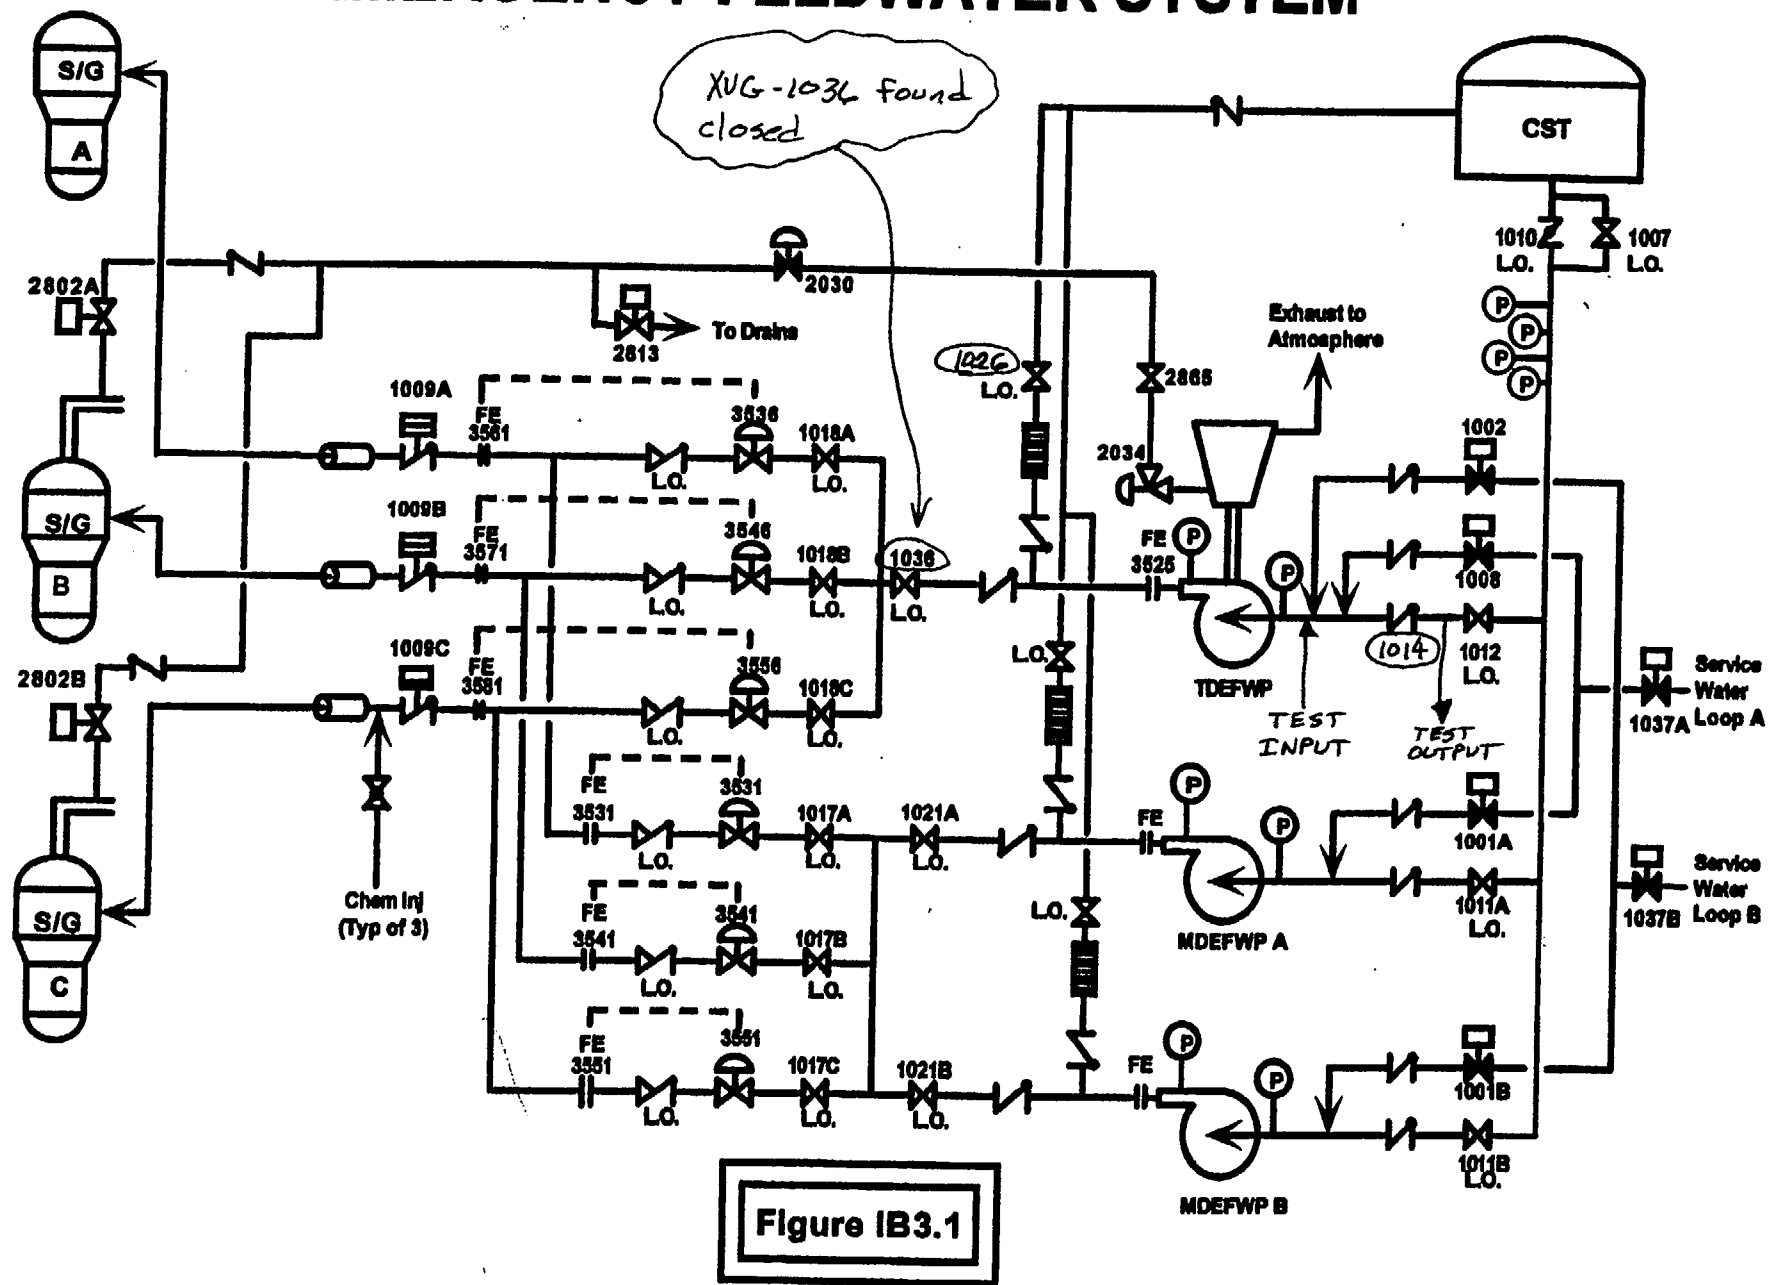 EMERGENCY FEEDWATER SYSTEM
S/G
A
XUG-1036 found
closed
CST
1010
L.O.
1007
L.O.
P
P
P
P
2802A
2030
2813
To Drains
Exhaust to
Atmosphere
1026
L.O.
2865
2034
1009A
FE
3561
3536
L.O.
1018A
L.O.
1002
S/G
B
1009B
FE
3571
3546
L.O.
1018B
L.O.
1036
L.O.
FE
3525
P
P
1008
1014
1012
L.O.
TDEFWP
TEST
INPUT
TEST
OUTPUT
2802B
1009C
FE
3581
3556
L.O.
1018C
L.O.
L.O.
1037A
Service
Water
Loop A
Chem Inj
(Typ of 3)
FE
3531
3531
L.O.
1017A
L.O.
1021A
L.O.
FE
P
P
1001A
1011A
L.O.
MDEFWP A
1037B
Service
Water
Loop B
S/G
C
FE
3541
3541
L.O.
1017B
L.O.
L.O.
FE
3551
3551
L.O.
1017C
L.O.
1021B
L.O.
FE
P
P
1001B
1011B
L.O.
MDEFWP B
Figure IB3.1